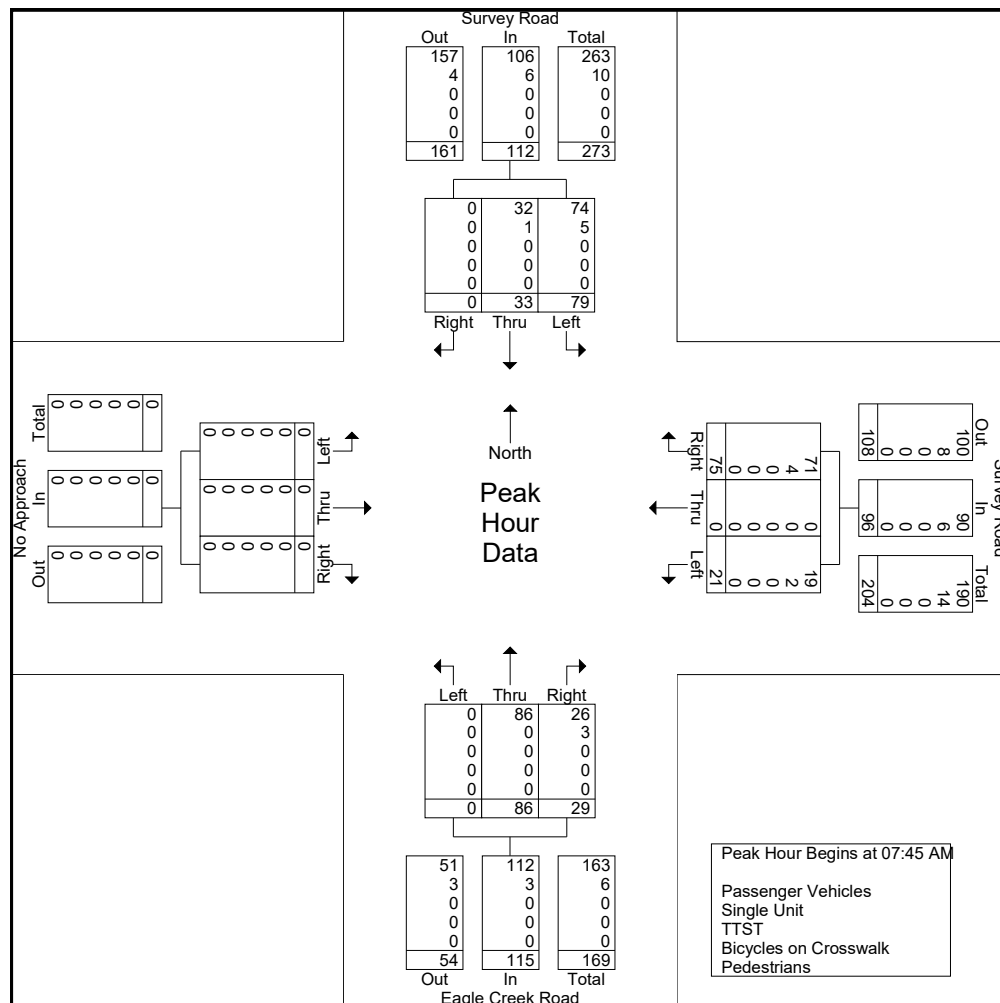 Survey Road
Out In Total
157 106 263
4 6 10
0 0 0
0 0 0
0 0 0
161 112 273
0 32 74
0 1 5
0 0 0
0 0 0
0 0 0
0 33 79
Right Thru Left
No Approach
Total
0 0 0 0 0 0
In
0 0 0 0 0 0
Out
0 0 0 0 0 0
Left
0 0 0 0 0 0
Thru
0 0 0 0 0 0
Right
0 0 0 0 0 0
North
Peak
Hour
Data
Right
71 4 0 0 0 75
Thru
0 0 0 0 0 0
Left
19 2 0 0 0 21
Survey Road
Out
100 8 0 0 0 108
In
90 6 0 0 0 96
Total
190 14 0 0 0 204
Left Thru Right
0 86 26
0 0 3
0 0 0
0 0 0
0 0 0
0 86 29
51 112 163
3 3 6
0 0 0
0 0 0
0 0 0
54 115 169
Out In Total
Eagle Creek Road
Peak Hour Begins at 07:45 AM
Passenger Vehicles
Single Unit
TTST
Bicycles on Crosswalk
Pedestrians